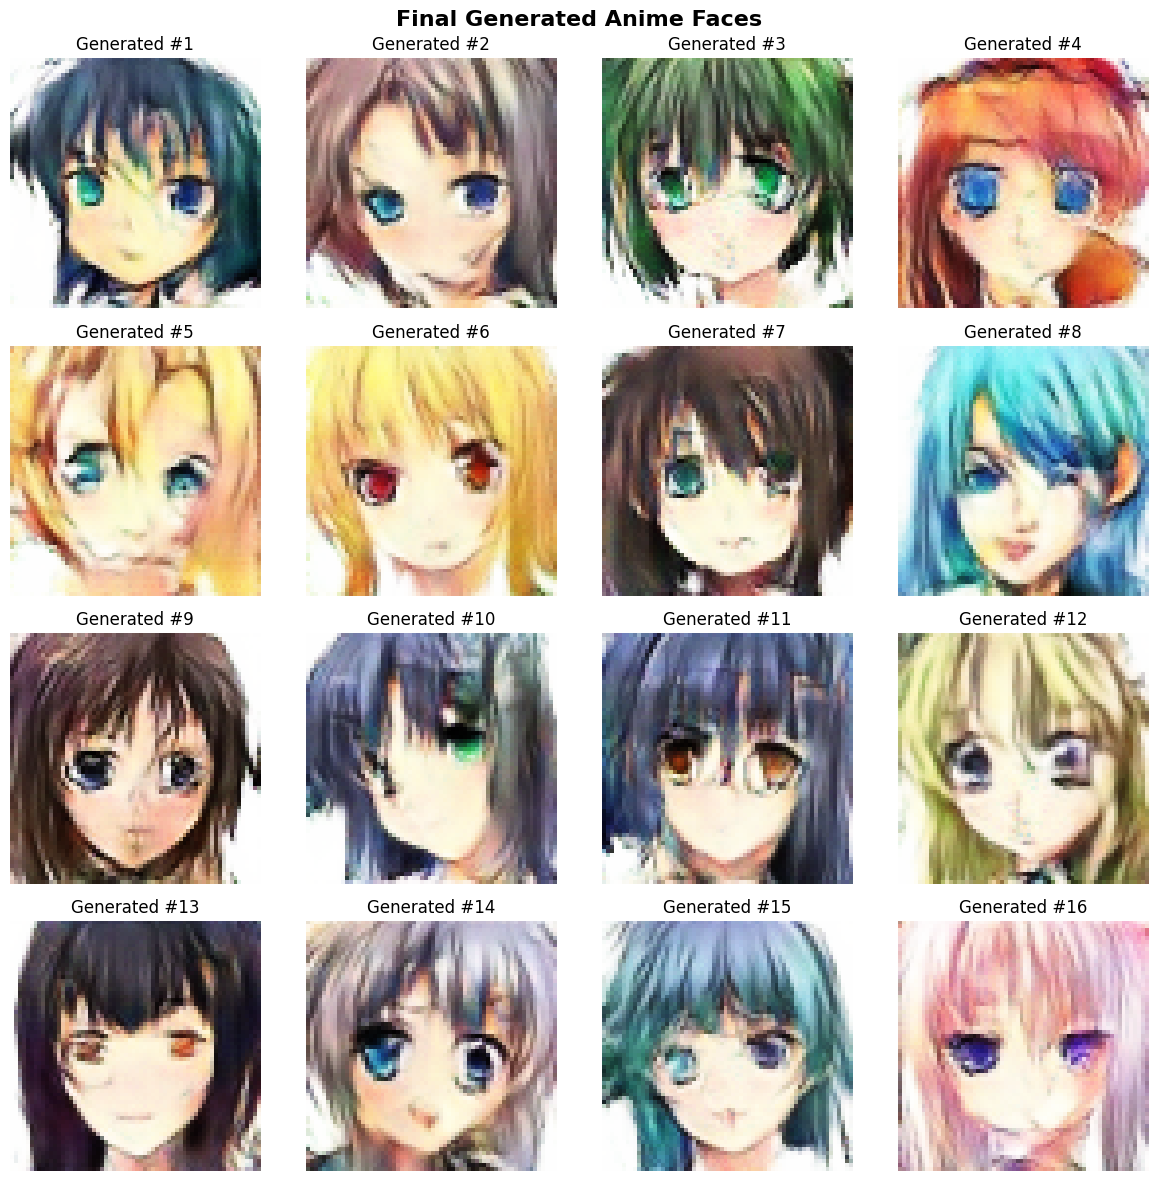 Final Generated Anime Faces
Generated #1
Generated #2
Generated #3
Generated #4
Generated #5
Generated #6
Generated #7
Generated #8
Generated #9
Generated #10
Generated #11
Generated #12
Generated #13
Generated #14
Generated #15
Generated #16